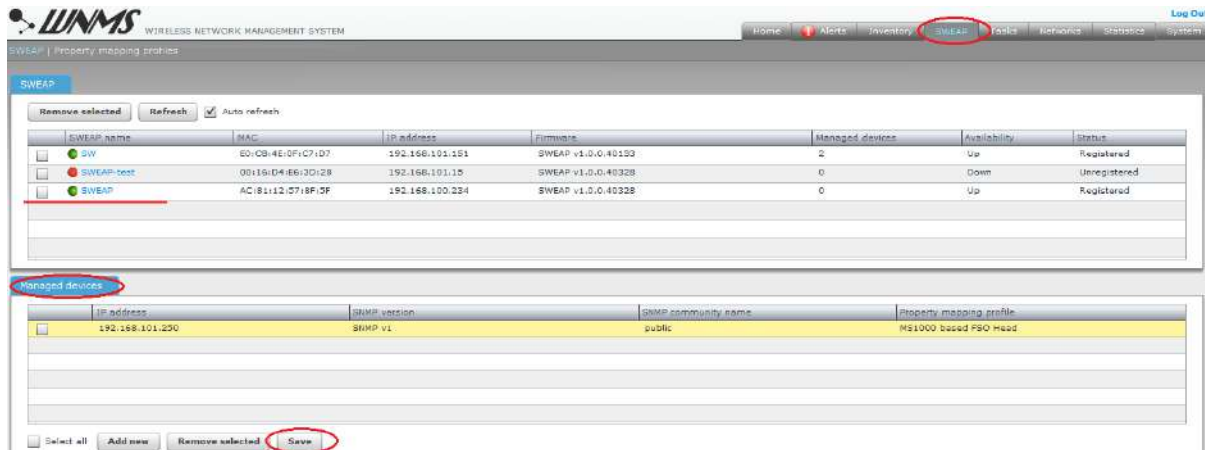 WNMS WIRELESS NETWORK MANAGEMENT SYSTEM
Log Out
Home Alerts Inventory SWEAP Tasks Networks Statistics System
SWEAP | Property mapping profiles
SWEAP
Remove selected Refresh Auto refresh
SWEAP name MAC IP address Firmware Managed devices Availability Status
SW E0:CB:4E:0F:C7:D7 192.168.101.151 SWEAP v1.0.0.40133 2 Up Registered
SWEAP-test 00:16:D4:E6:3D:28 192.168.101.15 SWEAP v1.0.0.40328 0 Down Unregistered
SWEAP AC:81:12:57:8F:5F 192.168.100.234 SWEAP v1.0.0.40328 0 Up Registered
Managed devices
IP address SNMP version SNMP community name Property mapping profile
192.168.101.250 SNMP v1 public MS1000 based FSO Head
Select all Add new Remove selected Save